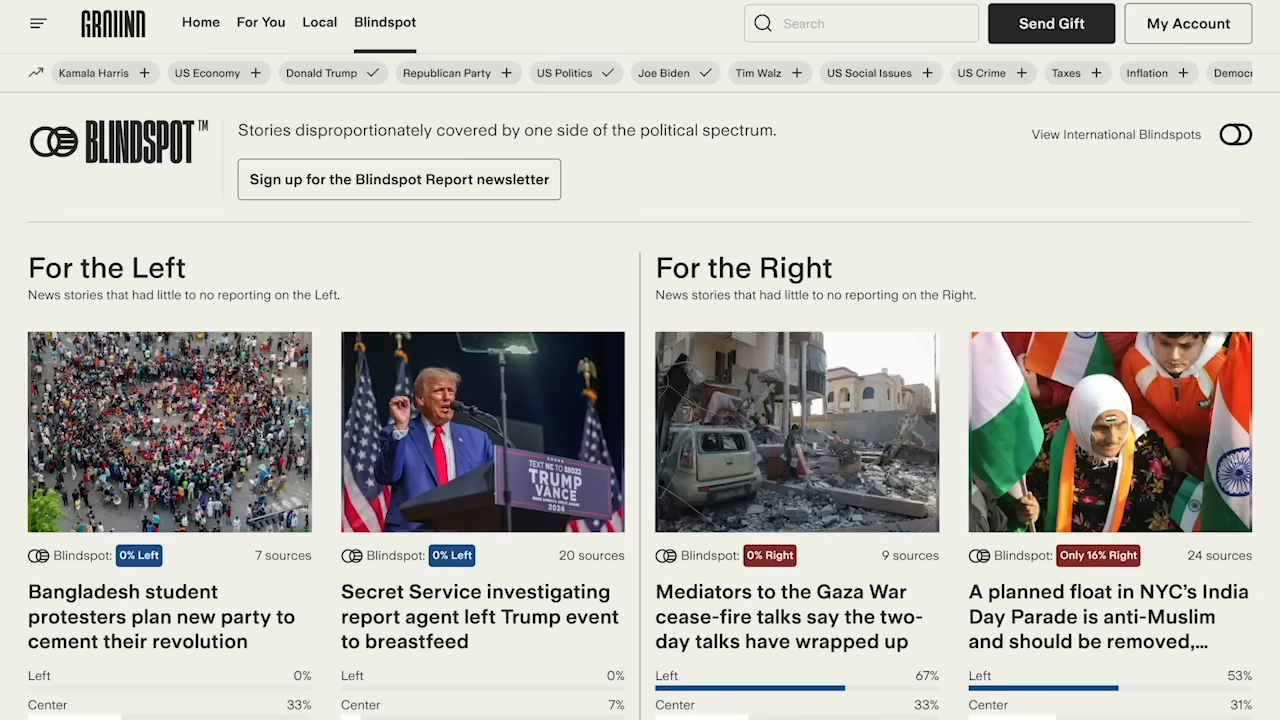 GROUND
Home
For You
Local
Blindspot
Search
Send Gift
My Account
Kamala Harris
US Economy
Donald Trump
Republican Party
US Politics
Joe Biden
Tim Walz
US Social Issues
US Crime
Taxes
Inflation
BLINDSPOT™
Stories disproportionately covered by one side of the political spectrum.
View International Blindspots
Sign up for the Blindspot Report newsletter
For the Left
News stories that had little to no reporting on the Left.
Blindspot: 0% Left
7 sources
Bangladesh student
protesters plan new party to
cement their revolution
Left 0%
Center 33%
TEXT NC TO 88022
TRUMP
VANCE
MAKE AMERICA GREAT AGAIN!
2024
Blindspot: 0% Left
20 sources
Secret Service investigating
report agent left Trump event
to breastfeed
Left 0%
Center 7%
For the Right
News stories that had little to no reporting on the Right.
Blindspot: 0% Right
9 sources
Mediators to the Gaza War
cease-fire talks say the two-
day talks have wrapped up
Left 67%
Center 33%
Blindspot: Only 16% Right
24 sources
A planned float in NYC’s India
Day Parade is anti-Muslim
and should be removed,…
Left 53%
Center 31%